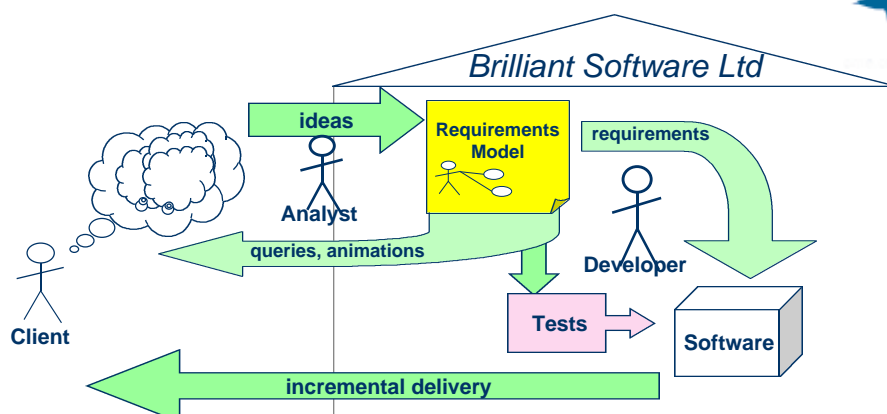 Brilliant Software Ltd
ideas
Requirements
Model
requirements
Analyst
queries, animations
Developer
Client
Tests
Software
incremental delivery